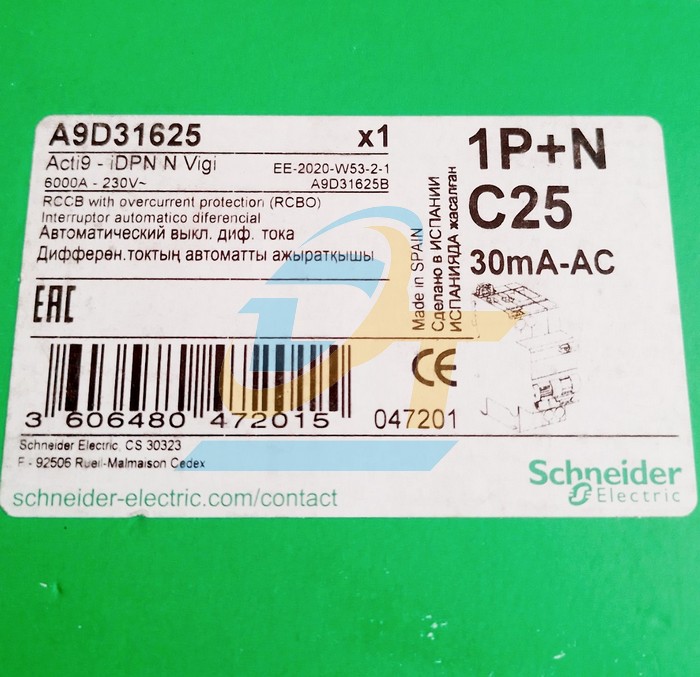 A9D31625 x1
Acti9 - iDPN N Vigi EE-2020-W53-2-1
6000A - 230V~ A9D31625B
RCCB with overcurrent protection (RCBO)
Interruptor automatico diferencial
Автоматический выкл. диф. тока
Дифферен.токтың автоматты ажыратқышы
EAC
Made in SPAIN
Сделано в ИСПАНИИ
ИСПАНИЯДА жасалған
1P+N
C25
30mA-AC
CE
3 606480 472015 047201
Schneider Electric, CS 30323
F - 92506 Rueil-Malmaison Cedex
schneider-electric.com/contact
Schneider
Electric